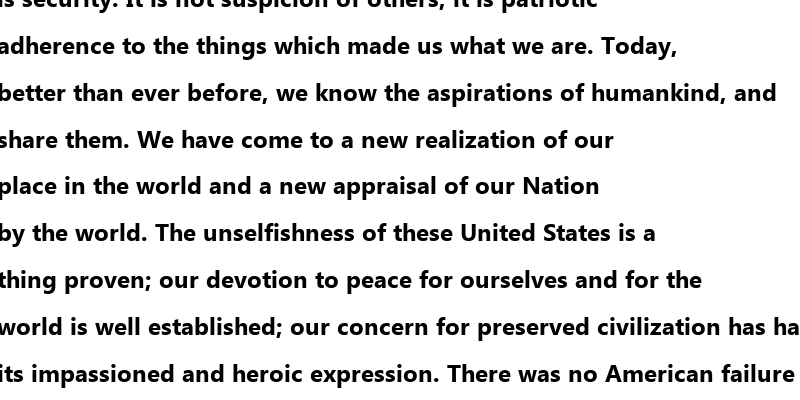 is security. It is not suspicion of others, it is patriotic
adherence to the things which made us what we are. Today,
better than ever before, we know the aspirations of humankind, and
share them. We have come to a new realization of our
place in the world and a new appraisal of our Nation
by the world. The unselfishness of these United States is a
thing proven; our devotion to peace for ourselves and for the
world is well established; our concern for preserved civilization has ha
its impassioned and heroic expression. There was no American failure